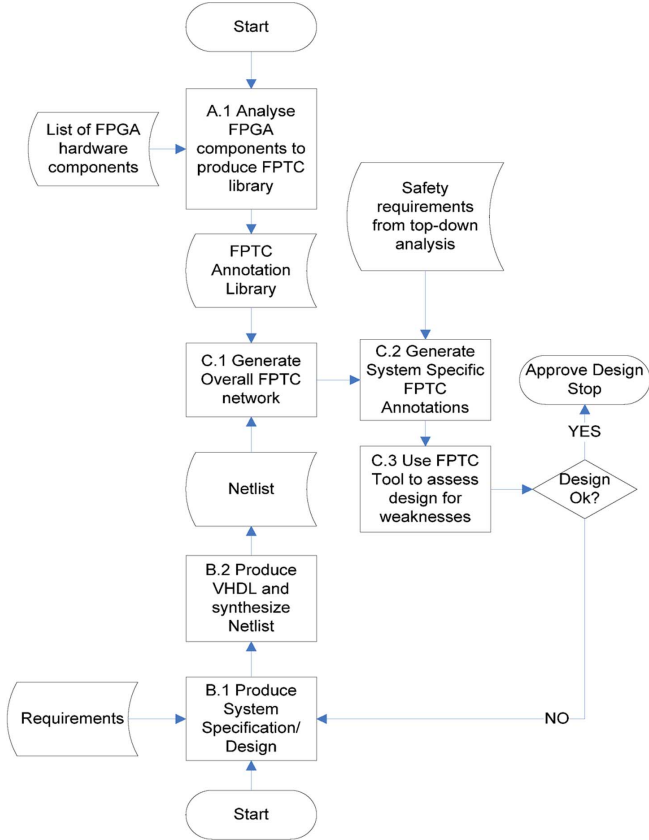 Start
A.1 Analyse
FPGA
components to
produce FPTC
library
List of FPGA
hardware
components
Safety
requirements
from top-down
analysis
FPTC
Annotation
Library
C.1 Generate
Overall FPTC
network
C.2 Generate
System Specific
FPTC
Annotations
Approve Design
Stop
YES
C.3 Use FPTC
Tool to assess
design for
weaknesses
Design
Ok?
Netlist
B.2 Produce
VHDL and
synthesize
Netlist
Requirements
B.1 Produce
System
Specification/
Design
NO
Start